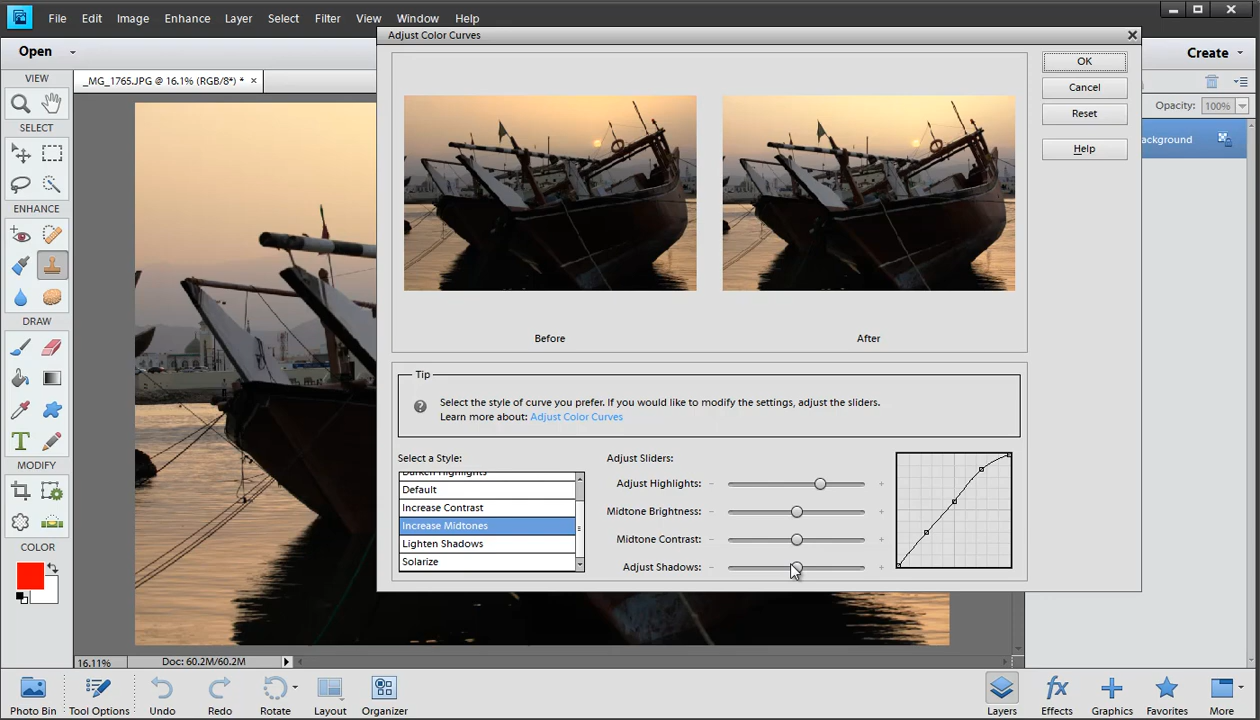 File Edit Image Enhance Layer Select Filter View Window Help
Open
Create
_MG_1765.JPG @ 16.1% (RGB/8*) *
Opacity: 100%
VIEW
SELECT
ENHANCE
DRAW
MODIFY
COLOR
ackground
Adjust Color Curves
OK
Cancel
Reset
Help
Before
After
Tip
Select the style of curve you prefer. If you would like to modify the settings, adjust the sliders.
Learn more about: Adjust Color Curves
Select a Style:
Darken Highlights
Default
Increase Contrast
Increase Midtones
Lighten Shadows
Solarize
Adjust Sliders:
Adjust Highlights:
Midtone Brightness:
Midtone Contrast:
Adjust Shadows:
16.11% Doc: 60.2M/60.2M
Photo Bin Tool Options Undo Redo Rotate Layout Organizer Layers Effects Graphics Favorites More